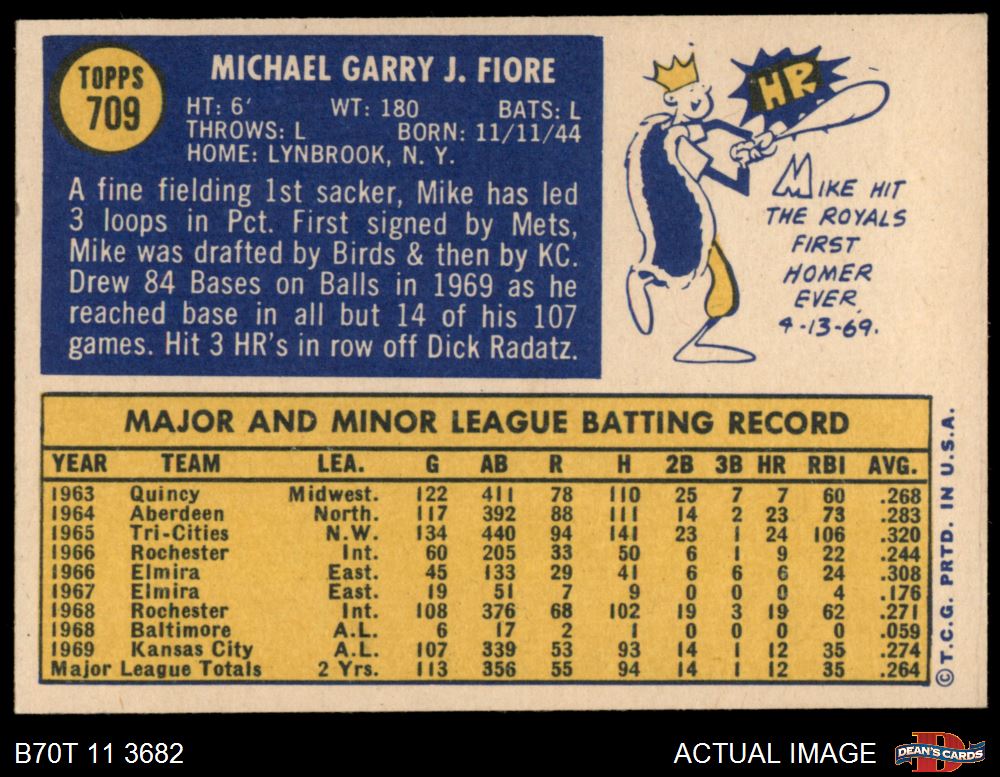 TOPPS
709
MICHAEL GARRY J. FIORE
HT: 6' WT: 180 BATS: L
THROWS: L BORN: 11/11/44
HOME: LYNBROOK, N. Y.
A fine fielding 1st sacker, Mike has led
3 loops in Pct. First signed by Mets,
Mike was drafted by Birds & then by KC.
Drew 84 Bases on Balls in 1969 as he
reached base in all but 14 of his 107
games. Hit 3 HR's in row off Dick Radatz.
HR
MIKE HIT
THE ROYALS
FIRST
HOMER
EVER,
4-13-69.
MAJOR AND MINOR LEAGUE BATTING RECORD
YEAR TEAM LEA. G AB R H 2B 3B HR RBI AVG.
1963 Quincy Midwest. 122 411 78 110 25 7 7 60 .268
1964 Aberdeen North. 117 392 88 111 14 2 23 73 .283
1965 Tri-Cities N.W. 134 440 94 141 23 1 24 106 .320
1966 Rochester Int. 60 205 33 50 6 1 9 22 .244
1966 Elmira East. 45 133 29 41 6 6 6 24 .308
1967 Elmira East. 19 51 7 9 0 0 0 4 .176
1968 Rochester Int. 108 376 68 102 19 3 19 62 .271
1968 Baltimore A.L. 6 17 2 1 0 0 0 0 .059
1969 Kansas City A.L. 107 339 53 93 14 1 12 35 .274
Major League Totals 2 Yrs. 113 356 55 94 14 1 12 35 .264
© T.C.G. PRTD. IN U.S.A.
B70T 11 3682
ACTUAL IMAGE
DEAN'S CARDS